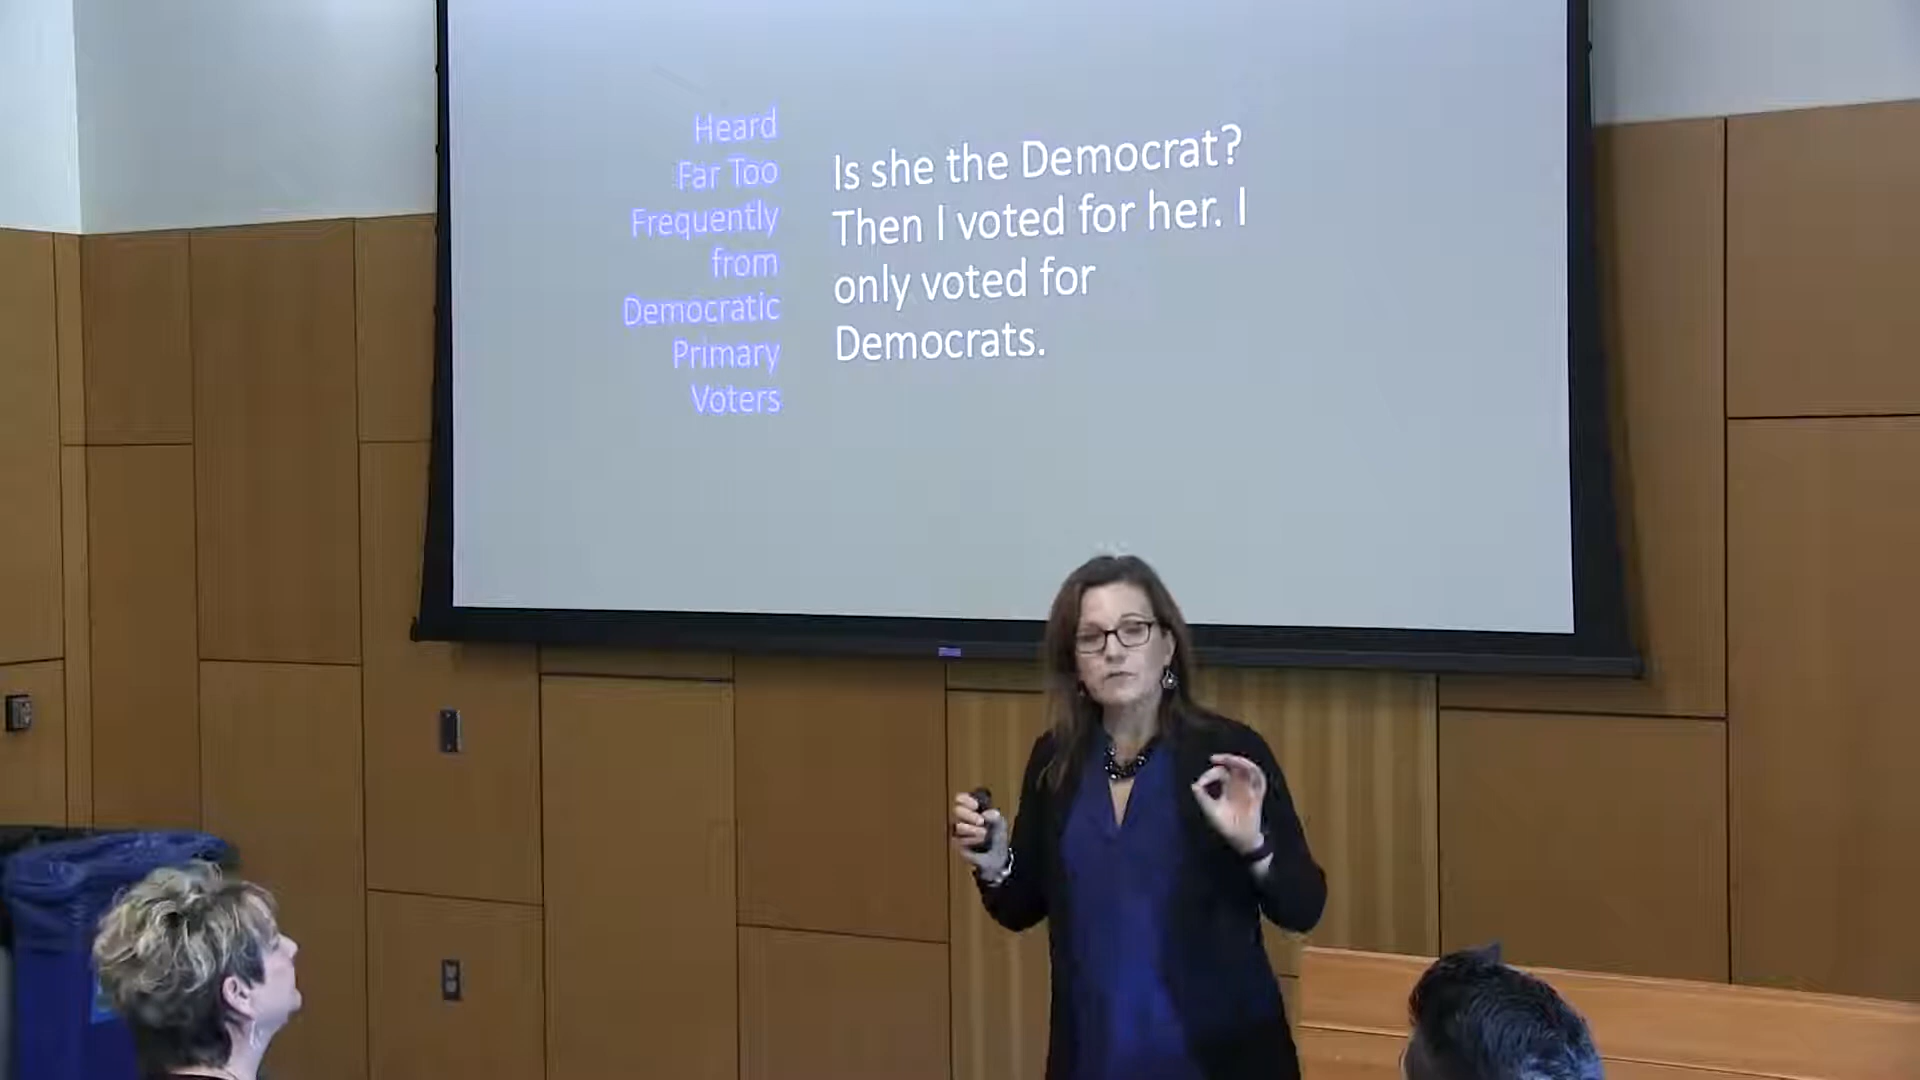 Heard
Far Too
Frequently
from
Democratic
Primary
Voters
Is she the Democrat?
Then I voted for her. I
only voted for
Democrats.